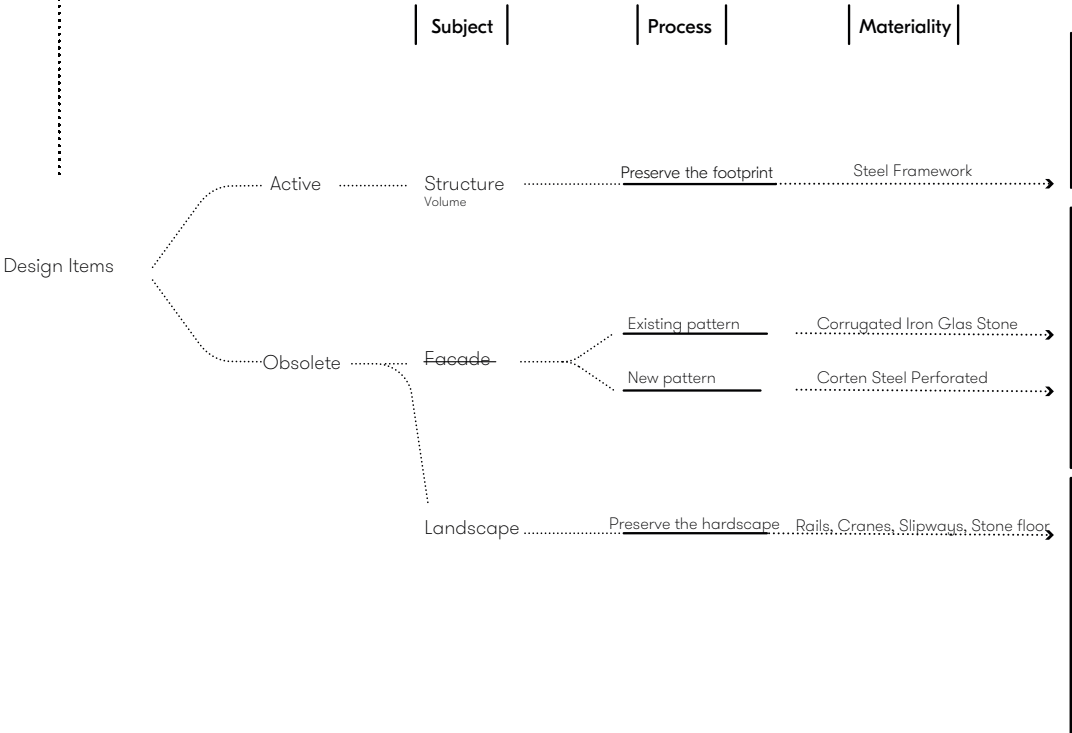 Subject Process Materiality
Preserve the footprint Steel Framework
Active Structure
Volume
Design Items
Existing pattern Corrugated Iron Glas Stone
Obsolete Facade
New pattern Corten Steel Perforated
Landscape Preserve the hardscape Rails, Cranes, Slipways, Stone floor